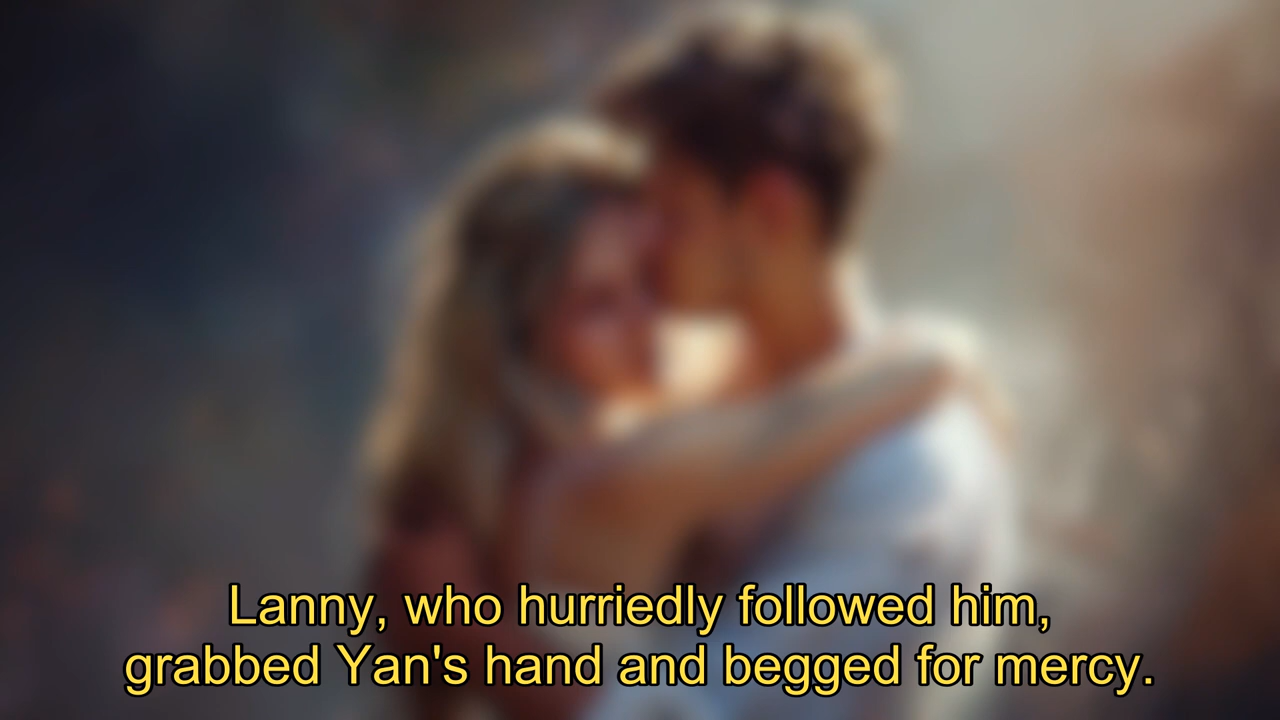 Lanny, who hurriedly followed him,
grabbed Yan's hand and begged for mercy.